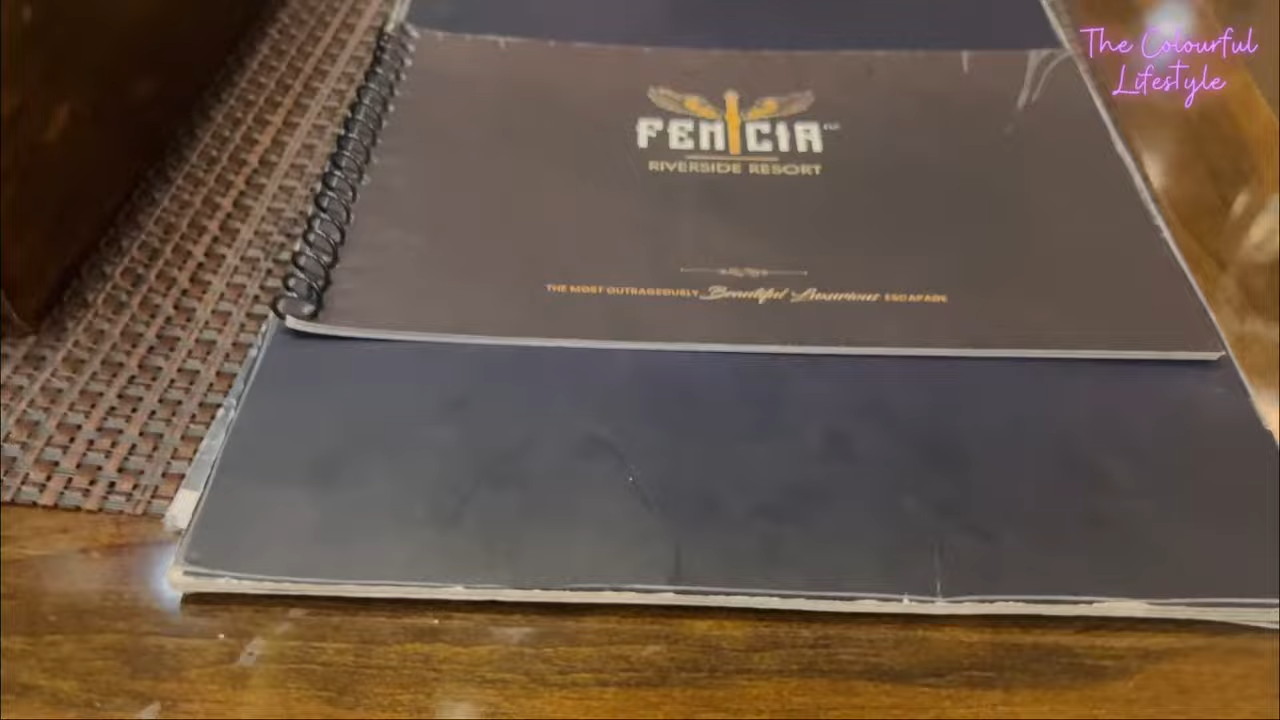 The Colourful
Lifestyle
FENICIA
RIVERSIDE RESORT
THE MOST OUTRAGEOUSLY Beautiful Luxurious ESCAPADE